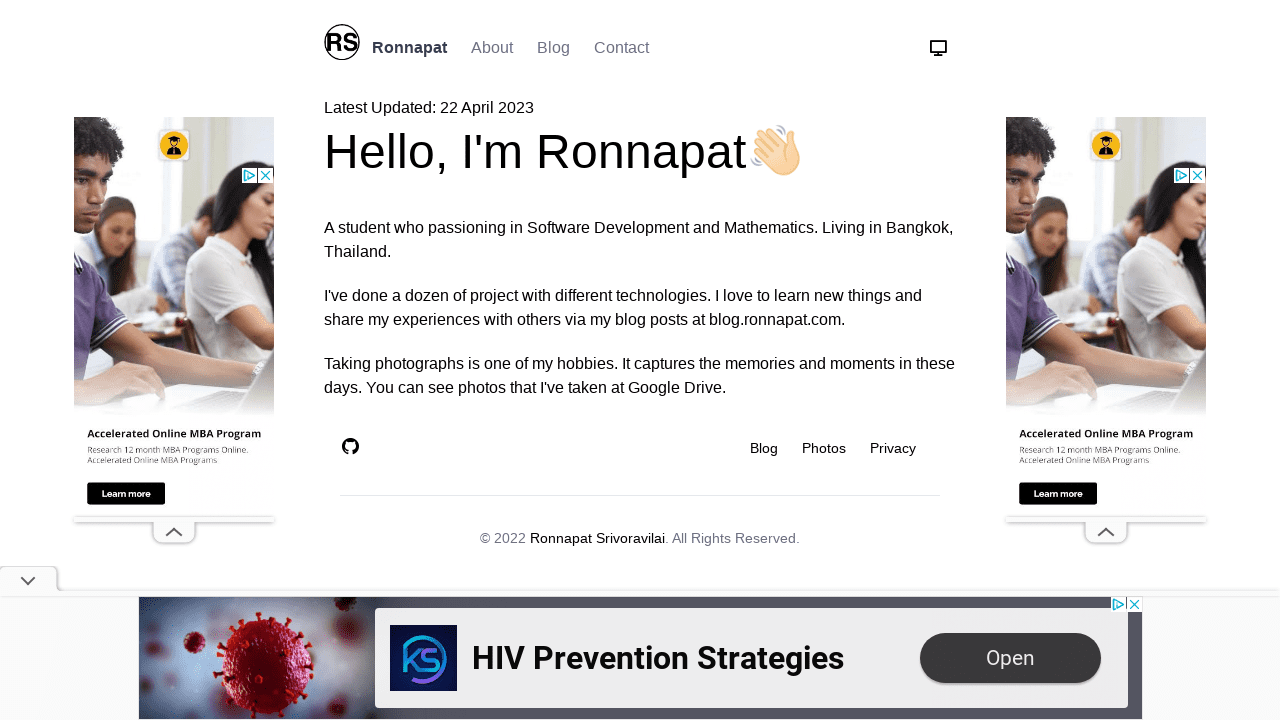 RS Ronnapat About Blog Contact
Latest Updated: 22 April 2023
Hello, I'm Ronnapat
A student who passioning in Software Development and Mathematics. Living in Bangkok,
Thailand.
I've done a dozen of project with different technologies. I love to learn new things and
share my experiences with others via my blog posts at blog.ronnapat.com.
Taking photographs is one of my hobbies. It captures the memories and moments in these
days. You can see photos that I've taken at Google Drive.
Blog Photos Privacy
© 2022 Ronnapat Srivoravilai. All Rights Reserved.
Accelerated Online MBA Program
Research 12 month MBA Programs Online.
Accelerated Online MBA Programs
Learn more
Accelerated Online MBA Program
Research 12 month MBA Programs Online.
Accelerated Online MBA Programs
Learn more
KS HIV Prevention Strategies Open